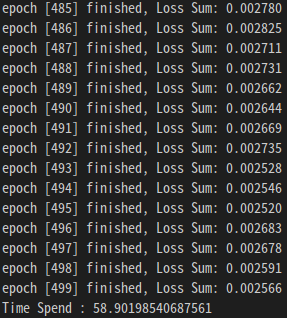 epoch [485] finished, Loss Sum: 0.002780
epoch [486] finished, Loss Sum: 0.002825
epoch [487] finished, Loss Sum: 0.002711
epoch [488] finished, Loss Sum: 0.002731
epoch [489] finished, Loss Sum: 0.002662
epoch [490] finished, Loss Sum: 0.002644
epoch [491] finished, Loss Sum: 0.002669
epoch [492] finished, Loss Sum: 0.002735
epoch [493] finished, Loss Sum: 0.002528
epoch [494] finished, Loss Sum: 0.002546
epoch [495] finished, Loss Sum: 0.002520
epoch [496] finished, Loss Sum: 0.002683
epoch [497] finished, Loss Sum: 0.002678
epoch [498] finished, Loss Sum: 0.002591
epoch [499] finished, Loss Sum: 0.002566
Time Spend : 58.90198540687561